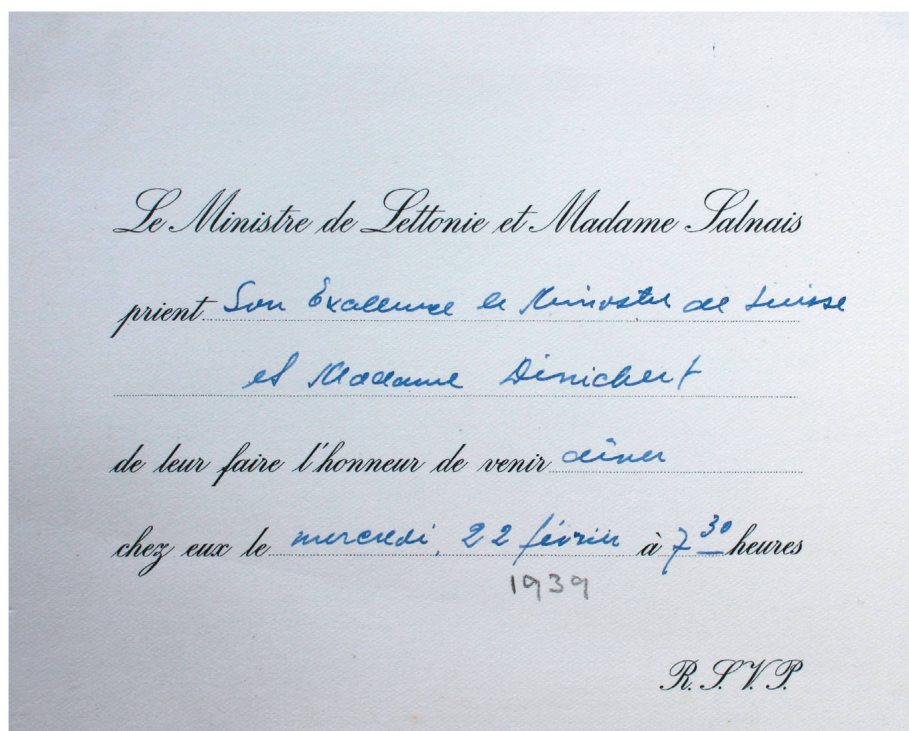 Le Ministre de Lettonie et Madame Salnais
prient Son Excellence le Ministre de Suisse
et Madame Dinichert
de leur faire l'honneur de venir dîner
chez eux le mercredi, 22 février à 7 30 heures
1939
R. S. V. P.